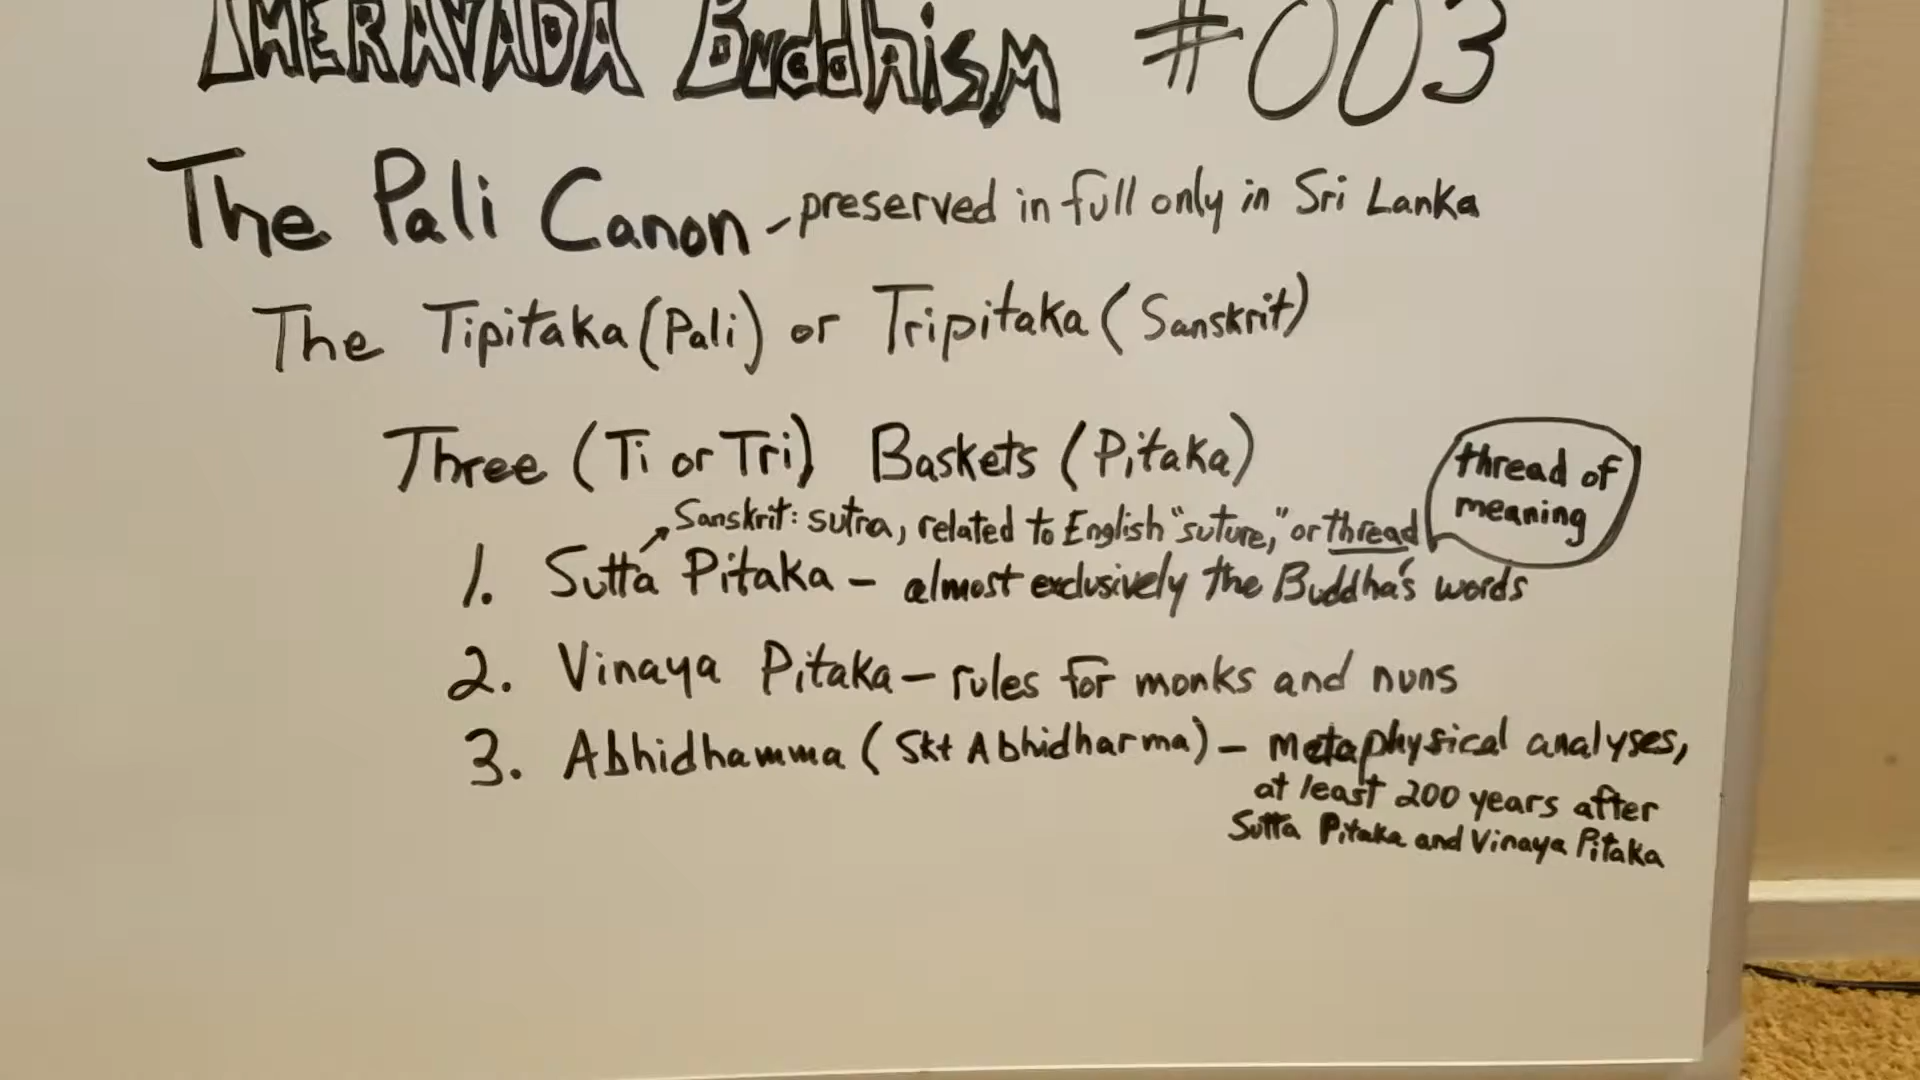 THERAVADA Buddhism #003
The Pali Canon - preserved in full only in Sri Lanka
The Tipitaka (Pali) or Tripitaka (Sanskrit)
Three (Ti or Tri) Baskets (Pitaka)
thread of
meaning
Sanskrit: sutra, related to English "suture," or thread
1. Sutta Pitaka - almost exclusively the Buddha's words
2. Vinaya Pitaka - rules for monks and nuns
3. Abhidhamma (Skt Abhidharma) - metaphysical analyses,
at least 200 years after
Sutta Pitaka and Vinaya Pitaka